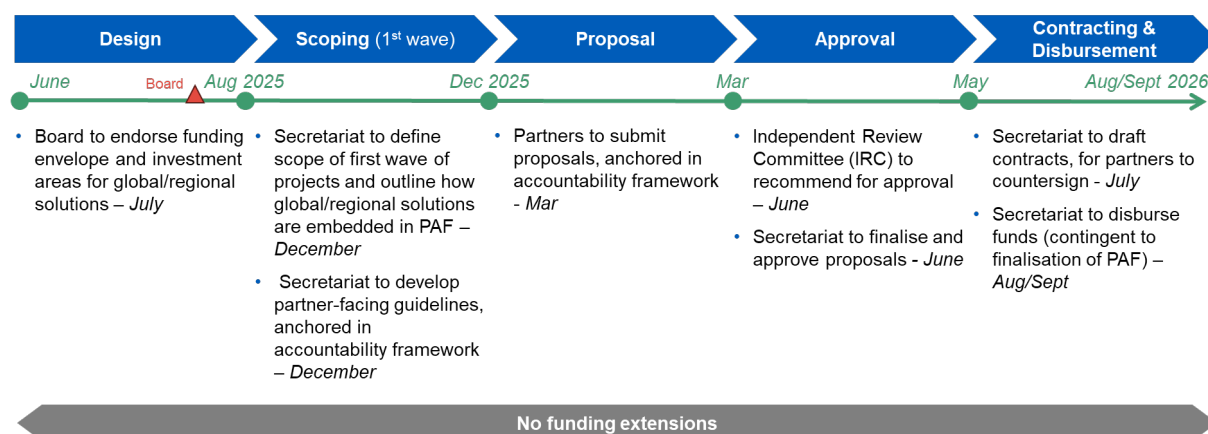 Design
Scoping (1st wave)
Proposal
Approval
Contracting &
Disbursement
June
Board
Aug 2025
Dec 2025
Mar
May
Aug/Sept 2026
• Board to endorse funding
envelope and investment
areas for global/regional
solutions – July
• Secretariat to define
scope of first wave of
projects and outline how
global/regional solutions
are embedded in PAF –
December
• Secretariat to develop
partner-facing guidelines,
anchored in
accountability framework
– December
• Partners to submit
proposals, anchored in
accountability framework
- Mar
• Independent Review
Committee (IRC) to
recommend for approval
– June
• Secretariat to finalise and
approve proposals - June
• Secretariat to draft
contracts, for partners to
countersign - July
• Secretariat to disburse
funds (contingent to
finalisation of PAF) –
Aug/Sept
No funding extensions